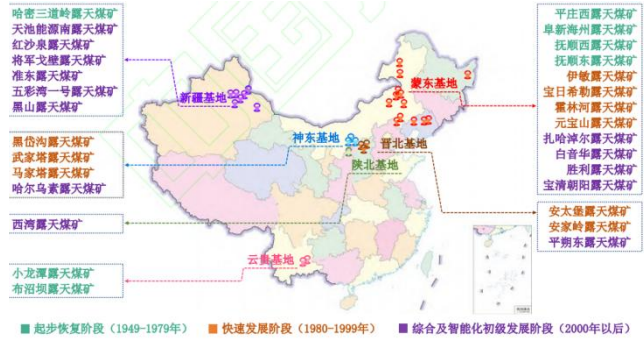 哈密三道岭露天煤矿
天池能源南露天煤矿
红沙泉露天煤矿
将军戈壁露天煤矿
准东露天煤矿
五彩湾一号露天煤矿
黑山露天煤矿
黑岱沟露天煤矿
武家塔露天煤矿
马家塔露天煤矿
哈尔乌素露天煤矿
西湾露天煤矿
小龙潭露天煤矿
布沼坝露天煤矿
新疆基地
蒙东基地
神东基地
晋北基地
陕北基地
云贵基地
平庄西露天煤矿
阜新海州露天煤矿
抚顺西露天煤矿
抚顺东露天煤矿
伊敏露天煤矿
宝日希勒露天煤矿
霍林河露天煤矿
元宝山露天煤矿
扎哈淖尔露天煤矿
白音华露天煤矿
胜利露天煤矿
宝清朝阳露天煤矿
安太堡露天煤矿
安家岭露天煤矿
平朔东露天煤矿
起步恢复阶段（1949-1979年）
快速发展阶段（1980-1999年）
综合及智能化初级发展阶段（2000年以后）